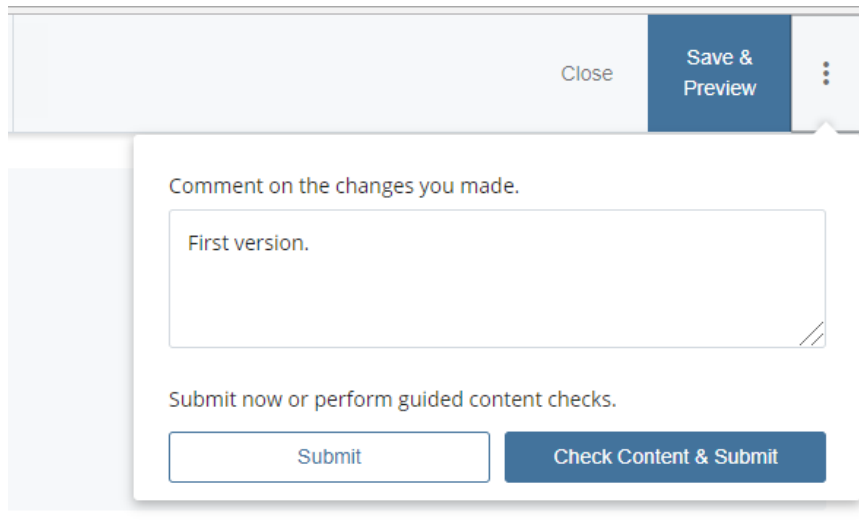 Close
Save &
Preview
Comment on the changes you made.
First version.
Submit now or perform guided content checks.
Submit
Check Content & Submit